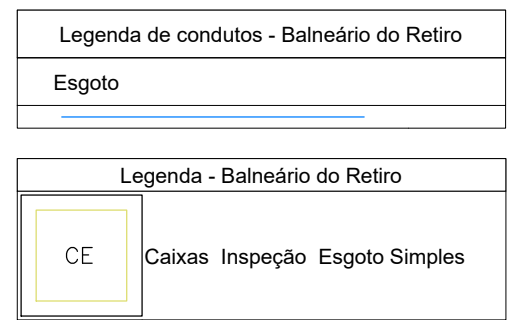 Legenda de condutos - Balneário do Retiro
Esgoto
Legenda - Balneário do Retiro
CE
Caixas Inspeção Esgoto Simples